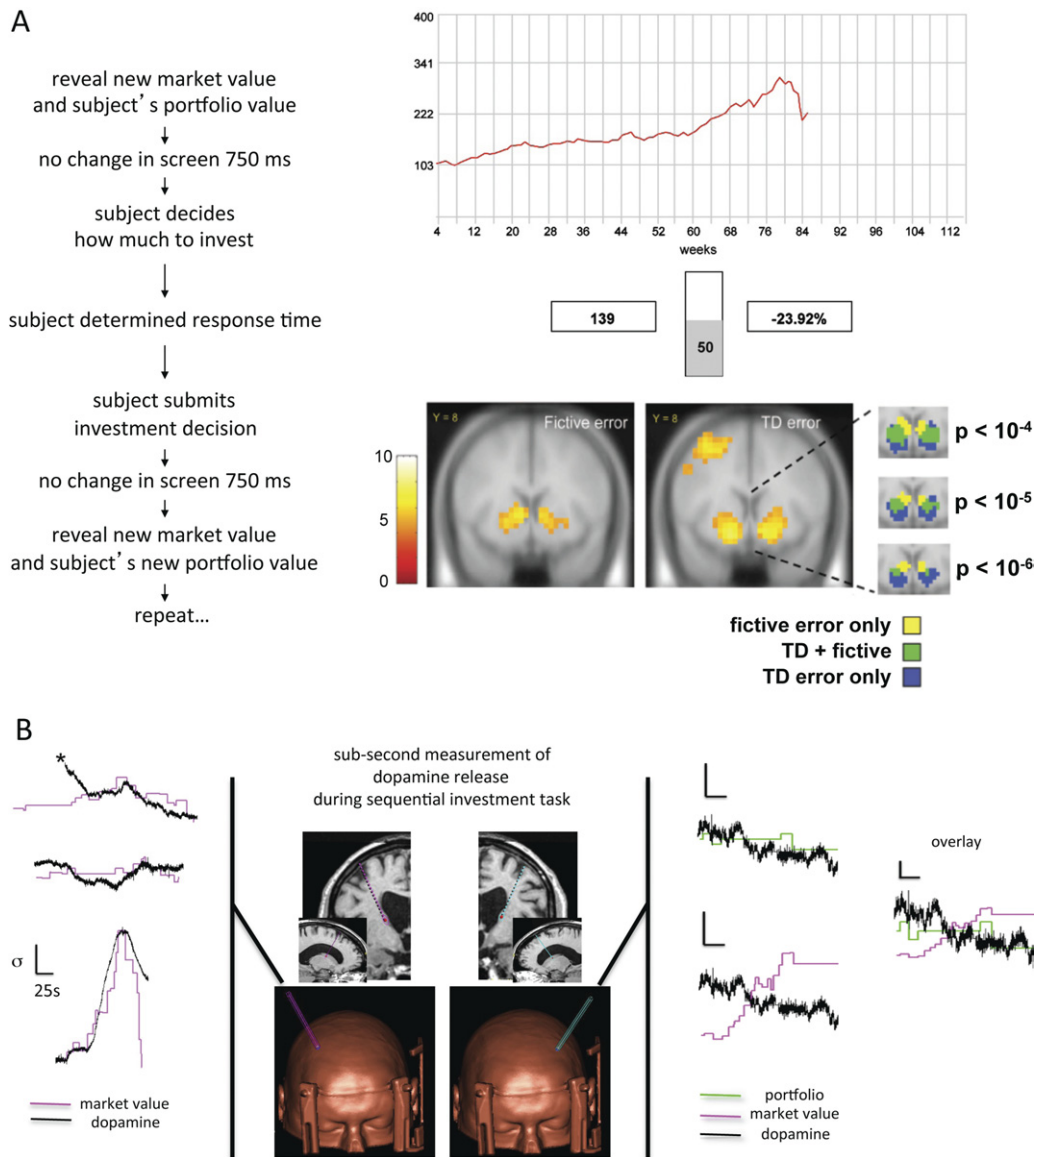 A
reveal new market value
and subject's portfolio value
no change in screen 750 ms
subject decides
how much to invest
subject determined response time
subject submits
investment decision
no change in screen 750 ms
reveal new market value
and subject's new portfolio value
repeat...
400
341
222
103
4 12 20 28 36 44 52 60 68 76 84 96 96 104 112
weeks
139
50
-23.92%
Y = 8
Fictive error
Y = 8
TD error
10
5
0
p < 10-4
p < 10-5
p < 10-6
fictive error only
TD + fictive
TD error only
B
*
σ
25s
market value
dopamine
sub-second measurement of
dopamine release
during sequential investment task
overlay
portfolio
market value
dopamine